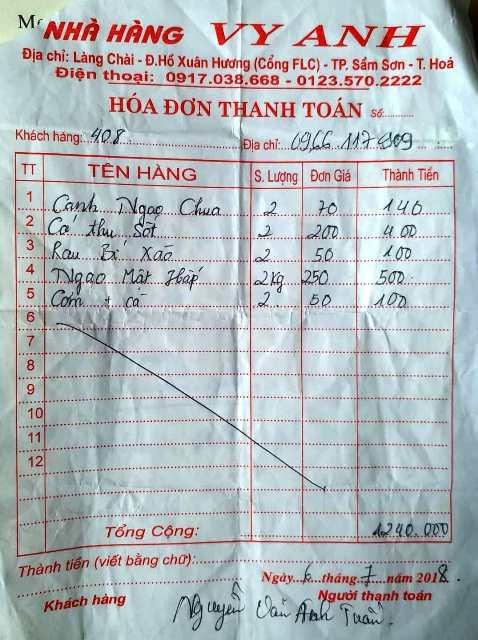 NHÀ HÀNG VY ANH
Địa chỉ: Làng Chài - Đ.Hồ Xuân Hương (Cổng FLC) - TP. Sầm Sơn - T. Hoá
Điện thoại: 0917.038.668 - 0123.570.2222
HÓA ĐƠN THANH TOÁN Số:
Khách hàng: 408 Địa chỉ: 0966 117 909
TT TÊN HÀNG S. Lượng Đơn Giá Thành Tiền
1 Canh Ngao Chua 2 70 140
2 Cá thu Sốt 2 200 400
3 Rau Bí Xào 2 50 100
4 Ngao Mật Hấp 2kg 250 500
5 Cơm + cà 2 50 100
6
7
8
9
10
11
12
Tổng Cộng: 1240.000
Thành tiền (viết bằng chữ):
Ngày 6 tháng 7 năm 2018
Khách hàng Người thanh toán
Nguyễn Văn Anh Tuấn